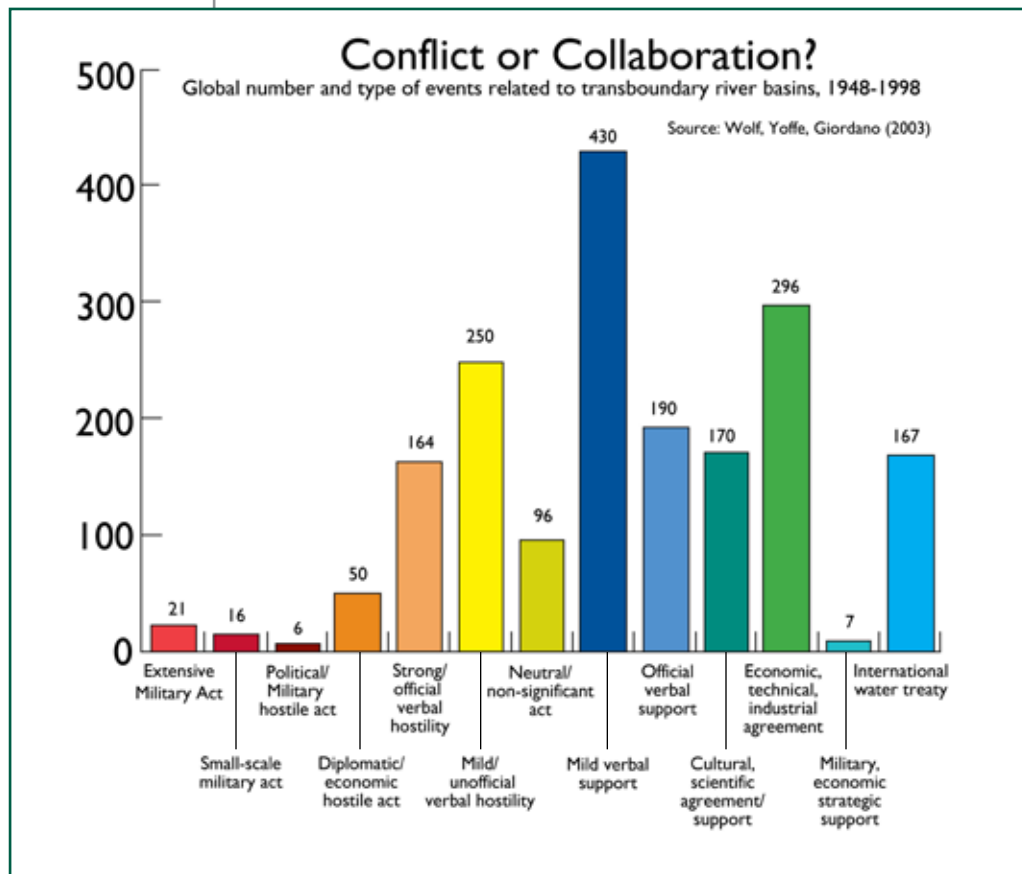 Conflict or Collaboration?
Global number and type of events related to transboundary river basins, 1948-1998
Source: Wolf, Yoffe, Giordano (2003)
500
400
300
200
100
0
21
16
6
50
164
250
96
430
190
170
296
7
167
Extensive
Military Act
Small-scale
military act
Political/
Military
hostile act
Diplomatic/
economic
hostile act
Strong/
official
verbal
hostility
Mild/
unofficial
verbal hostility
Neutral/
non-significant
act
Mild verbal
support
Official
verbal
support
Cultural,
scientific
agreement/
support
Economic,
technical,
industrial
agreement
Military,
economic
strategic
support
International
water treaty